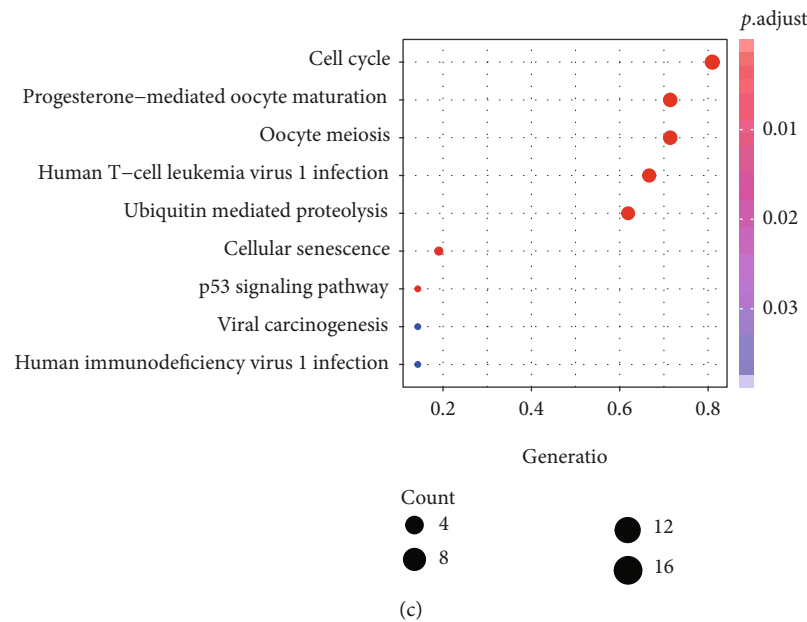 p.adjust
Cell cycle
Progesterone−mediated oocyte maturation
Oocyte meiosis
Human T−cell leukemia virus 1 infection
Ubiquitin mediated proteolysis
Cellular senescence
p53 signaling pathway
Viral carcinogenesis
Human immunodeficiency virus 1 infection
0.01
0.02
0.03
0.2 0.4 0.6 0.8
Generatio
Count
4 12
8 16
(c)